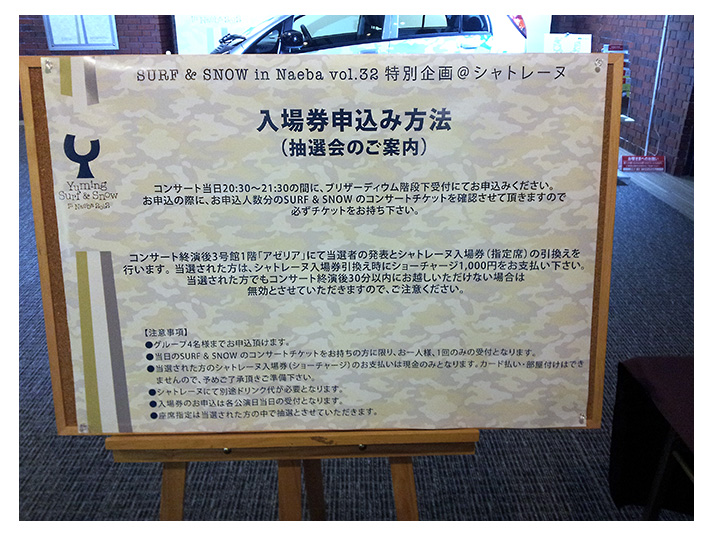 SURF & SNOW in Naeba vol.32 特別企画@シャトレーヌ
入場券申込み方法
（抽選会のご案内）
Yuming
Surf & Snow
in Naeba 2012
コンサート当日20:30〜21:30の間に、ブリザーディウム階段下受付にてお申込みください。
お申込の際に、お申込人数分のSURF & SNOW のコンサートチケットを確認させて頂きますので
必ずチケットをお持ち下さい。
コンサート終演後3号館1階「アゼリア」にて当選者の発表とシャトレーヌ入場券（指定席）の引換えを
行います。当選された方は、シャトレーヌ入場券引換え時にショーチャージ1,000円をお支払い下さい。
当選された方でもコンサート終演後30分以内にお越しいただけない場合は
無効とさせていただきますので、ご注意ください。
【注意事項】
●グループ4名様までお申込頂けます。
●当日のSURF & SNOW のコンサートチケットをお持ちの方に限り、お一人様、1回のみの受付となります。
●当選された方のシャトレーヌ入場券（ショーチャージ）のお支払いは現金のみとなります。カード払い・部屋付けはでき
ませんので、予めご了承頂きご準備下さい。
●シャトレーヌにて別途ドリンク代が必要となります。
●入場券のお申込は各公演日当日の受付となります。
●座席指定は当選された方の中で抽選とさせていただきます。